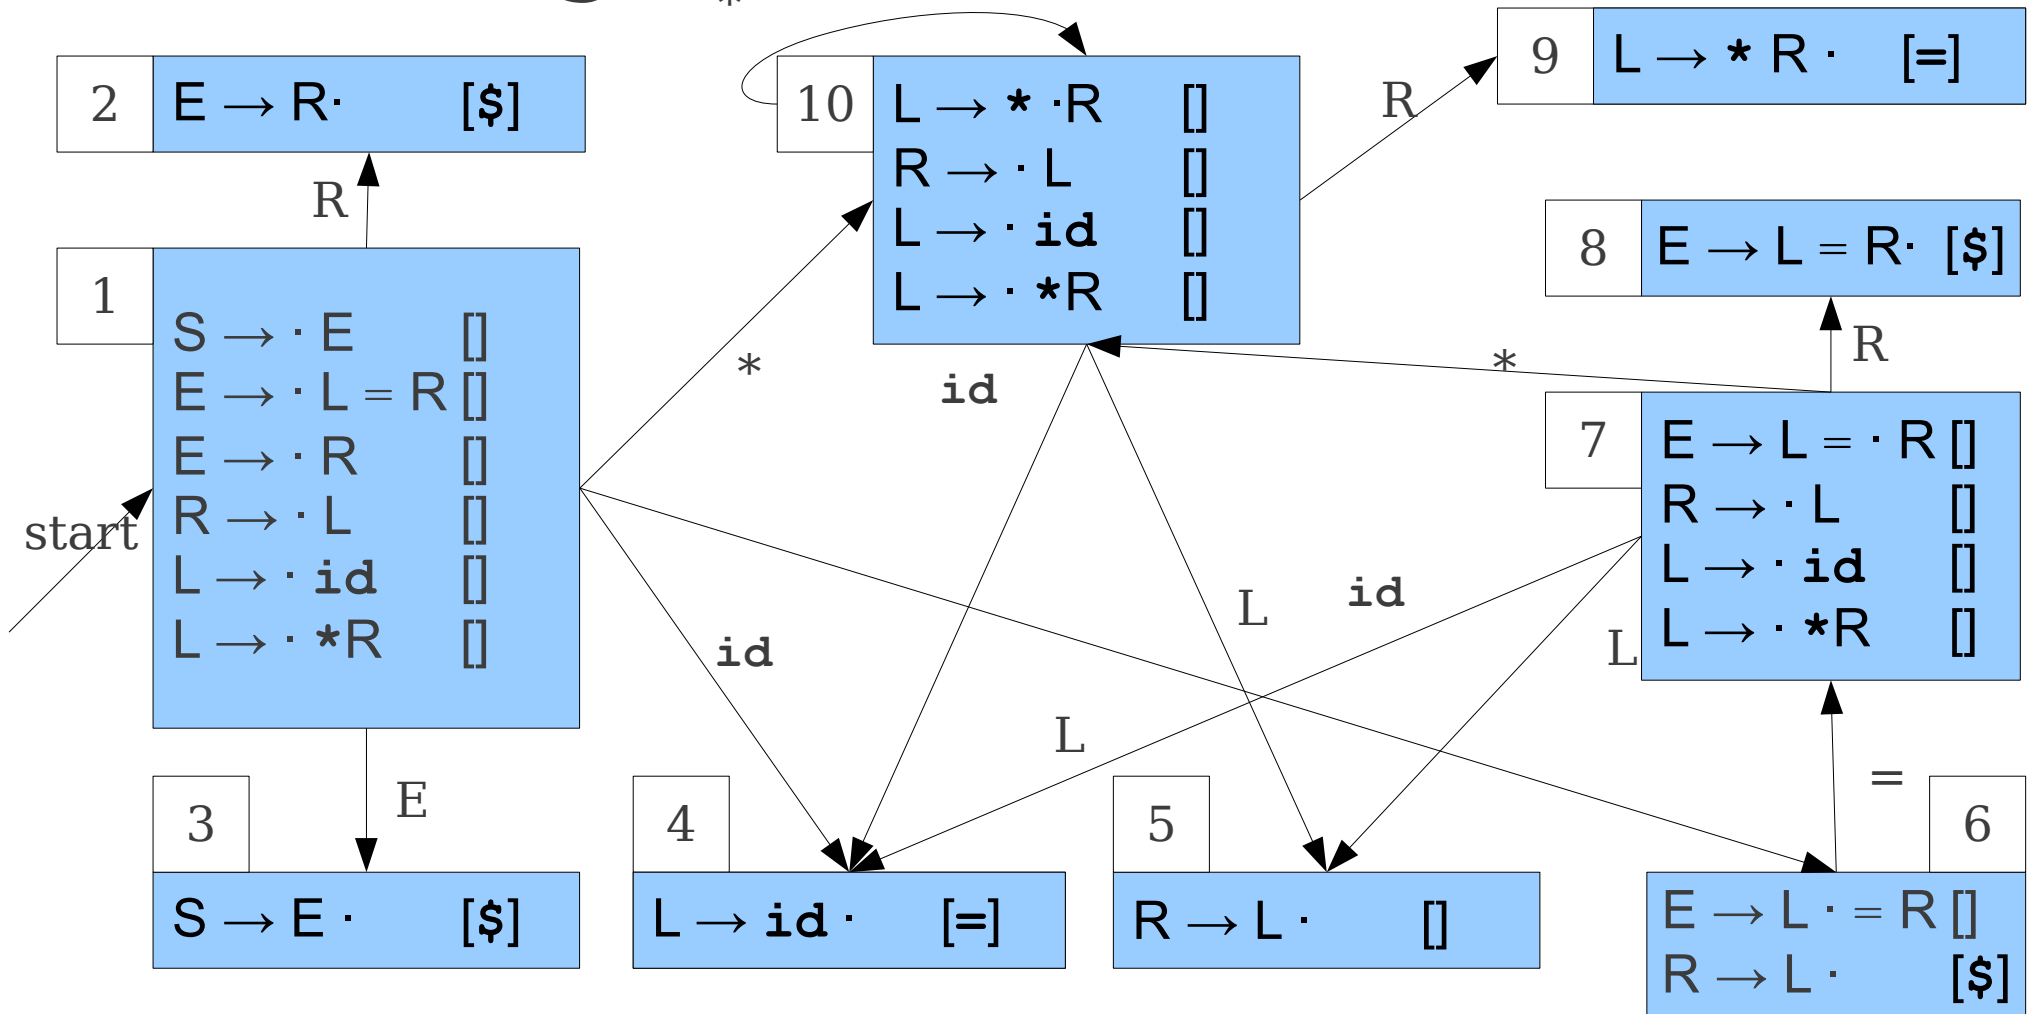 *
9
L → * R · [=]
2
E → R· [$]
10
L → * ·R []
R → · L []
L → · id []
L → · *R []
R
R
8
E → L = R· [$]
1
S → · E []
E → · L = R []
E → · R []
R → · L []
L → · id []
L → · *R []
start
*
id
*
R
7
E → L = · R []
R → · L []
L → · id []
L → · *R []
id
L
id
L
L
E
=
3
S → E · [$]
4
L → id · [=]
5
R → L · []
6
E → L · = R []
R → L · [$]